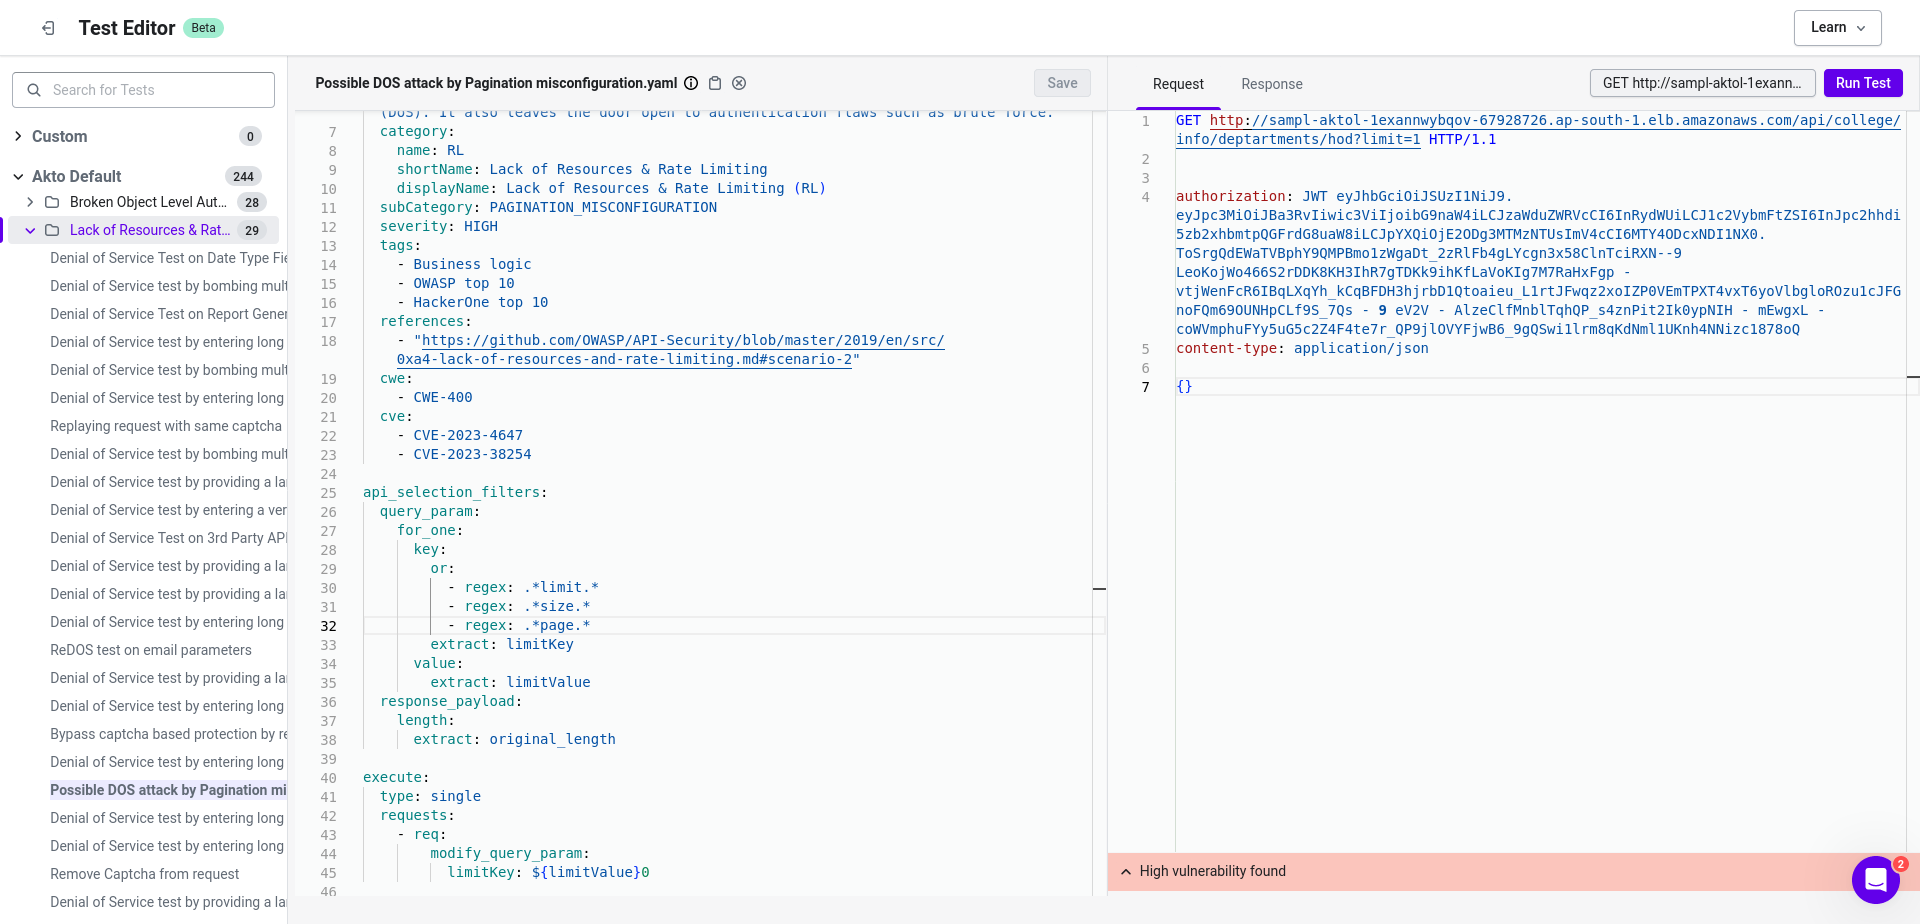 Test Editor Beta
Learn
Search for Tests
Custom 0
Akto Default 244
Broken Object Level Aut... 28
Lack of Resources & Rat... 29
Denial of Service Test on Date Type Fie
Denial of Service test by bombing mult
Denial of Service Test on Report Gener
Denial of Service test by entering long
Denial of Service test by bombing mult
Denial of Service test by entering long
Replaying request with same captcha
Denial of Service test by bombing mult
Denial of Service test by providing a lar
Denial of Service test by entering a ver
Denial of Service Test on 3rd Party API
Denial of Service test by providing a lar
Denial of Service test by providing a lar
Denial of Service test by entering long
ReDOS test on email parameters
Denial of Service test by providing a lar
Denial of Service test by entering long
Bypass captcha based protection by re
Denial of Service test by entering long
Possible DOS attack by Pagination mi
Denial of Service test by entering long
Denial of Service test by entering long
Remove Captcha from request
Denial of Service test by providing a lar
Possible DOS attack by Pagination misconfiguration.yaml
Save
(DoS). It also leaves the door open to authentication flaws such as brute force.
7 category:
8 name: RL
9 shortName: Lack of Resources & Rate Limiting
10 displayName: Lack of Resources & Rate Limiting (RL)
11 subCategory: PAGINATION_MISCONFIGURATION
12 severity: HIGH
13 tags:
14 - Business logic
15 - OWASP top 10
16 - HackerOne top 10
17 references:
18 - "https://github.com/OWASP/API-Security/blob/master/2019/en/src/
0xa4-lack-of-resources-and-rate-limiting.md#scenario-2"
19 cwe:
20 - CWE-400
21 cve:
22 - CVE-2023-4647
23 - CVE-2023-38254
24
25 api_selection_filters:
26 query_param:
27 for_one:
28 key:
29 or:
30 - regex: .*limit.*
31 - regex: .*size.*
32 - regex: .*page.*
33 extract: limitKey
34 value:
35 extract: limitValue
36 response_payload:
37 length:
38 extract: original_length
39
40 execute:
41 type: single
42 requests:
43 - req:
44 modify_query_param:
45 limitKey: ${limitValue}0
46
Request Response
GET http://sampl-aktol-1exann...
Run Test
1 GET http://sampl-aktol-1exannwybqov-67928726.ap-south-1.elb.amazonaws.com/api/college/
info/deptartments/hod?limit=1 HTTP/1.1
2
3
4 authorization: JWT eyJhbGciOiJSUzI1NiJ9.
eyJpc3MiOiJBa3RvIiwic3ViIjoibG9naW4iLCJzaWduZWRVcCI6InRydWUiLCJ1c2VybmFtZSI6InJpc2hhdi
5zb2xhbmtpQGFrdG8uaW8iLCJpYXQiOjE2ODg3MTMzNTUsImV4cCI6MTY4ODcxNDI1NX0.
ToSrgQdEWaTVBphY9QMPBmo1zWgaDt_2zRlFb4gLYcgn3x58ClnTciRXN--9
LeoKojWo466S2rDDK8KH3IhR7gTDKk9ihKfLaVoKIg7M7RaHxFgp -
vtjWenFcR6IBqLXqYh_kCqBFDH3hjrbD1Qtoaieu_L1rtJFwqz2xoIZP0VEmTPXT4vxT6yoVlbgloROzu1cJFG
noFQm69OUNHpCLf9S_7Qs - 9 eV2V - AlzeClfMnblTqhQP_s4znPit2Ik0ypNIH - mEwgxL -
coWVmphuFYy5uG5c2Z4F4te7r_QP9jlOVYFjwB6_9gQSwi1lrm8qKdNml1UKnh4NNizc1878oQ
5 content-type: application/json
6
7 {}
High vulnerability found
2